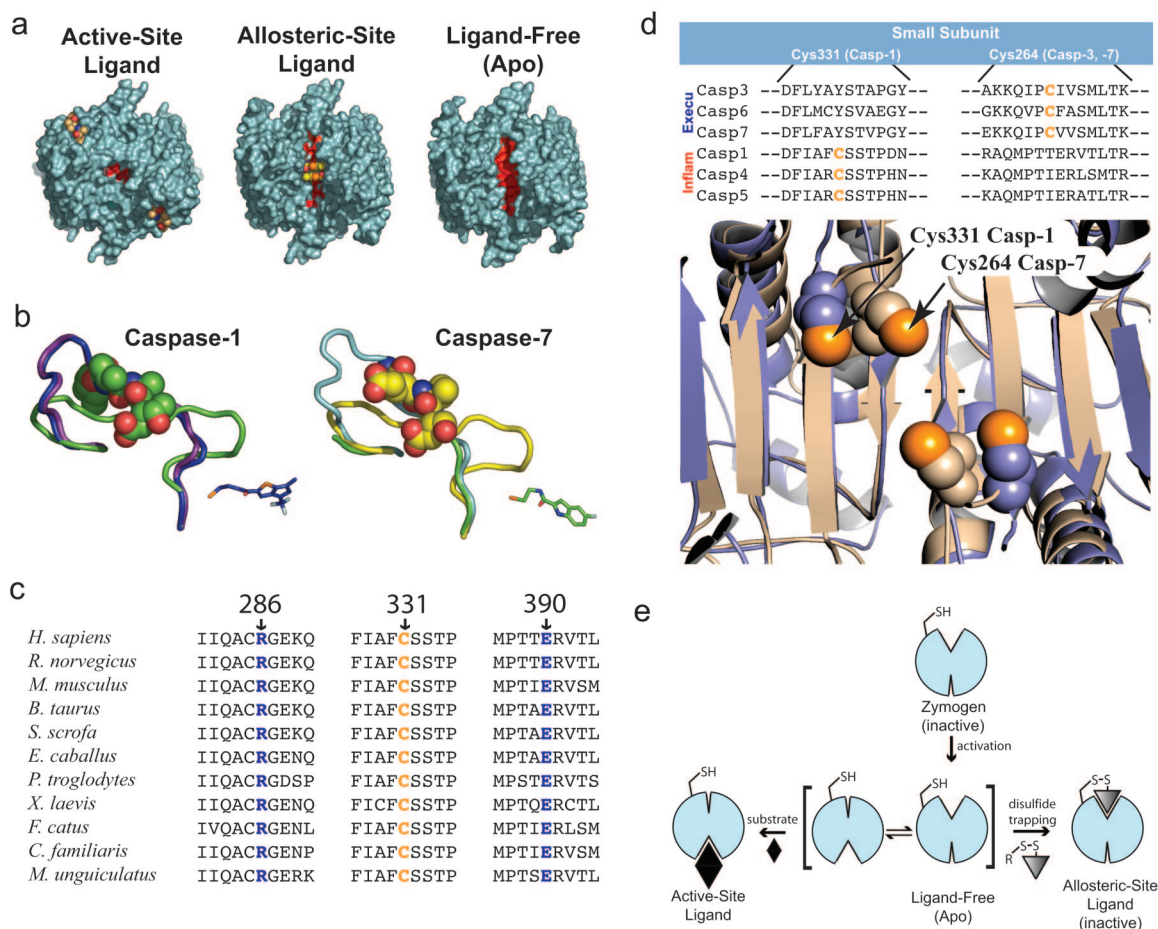 a
Active-Site
Ligand
Allosteric-Site
Ligand
Ligand-Free
(Apo)
b
Caspase-1
Caspase-7
c
286 331 390
H. sapiens IIQACRGEKQ FIAFCSSTP MPTTERVTL
R. norvegicus IIQACRGEKQ FIAFCSSTP MPTTERVTL
M. musculus IIQACRGEKQ FIAFCSSTP MPTIERVSM
B. taurus IIQACRGEKQ FIAFCSSTP MPTAERVTL
S. scrofa IIQACRGEKQ FIAFCSSTP MPTAERVTL
E. caballus IIQACRGENQ FIAFCSSTP MPTAERVTL
P. troglodytes IIQACRGDSP FIAFCSSTP MPSTERVTS
X. laevis IIQACRGENQ FICFCSSTP MPTQERCTL
F. catus IVQACRGENL FIAFCSSTP MPTIERLSM
C. familiaris IIQACRGENP FIAFCSSTP MPTIERVSL
M. unguiculatus IIQACRGERK FIAFCSSTP MPTSERVTL
d
Small Subunit
Cys331 (Casp-1) Cys264 (Casp-3, -7)
Execu
Casp3 --DFLYAYSTAPGY-- --AKKQIPCIVSMLTK--
Casp6 --DFLMCYSVAEGY-- --GKKQVPCFASMLTK--
Casp7 --DFLFAYSTVPGY-- --EKKQIPCVVSMLTK--
Inflam
Casp1 --DFIAFCSSTPDN-- --RAQMPTTERVTLTR--
Casp4 --DFIARCSSTPHN-- --KAQMPTIERLSMTR--
Casp5 --DFIARCSSTPHN-- --KAQMPTIERATLTR--
Cys331 Casp-1
Cys264 Casp-7
e
SH
Zymogen
(inactive)
activation
SH
substrate
Active-Site
Ligand
SH
SH
Ligand-Free
(Apo)
disulfide
trapping
R S-S
S-S
Allosteric-Site
Ligand
(inactive)